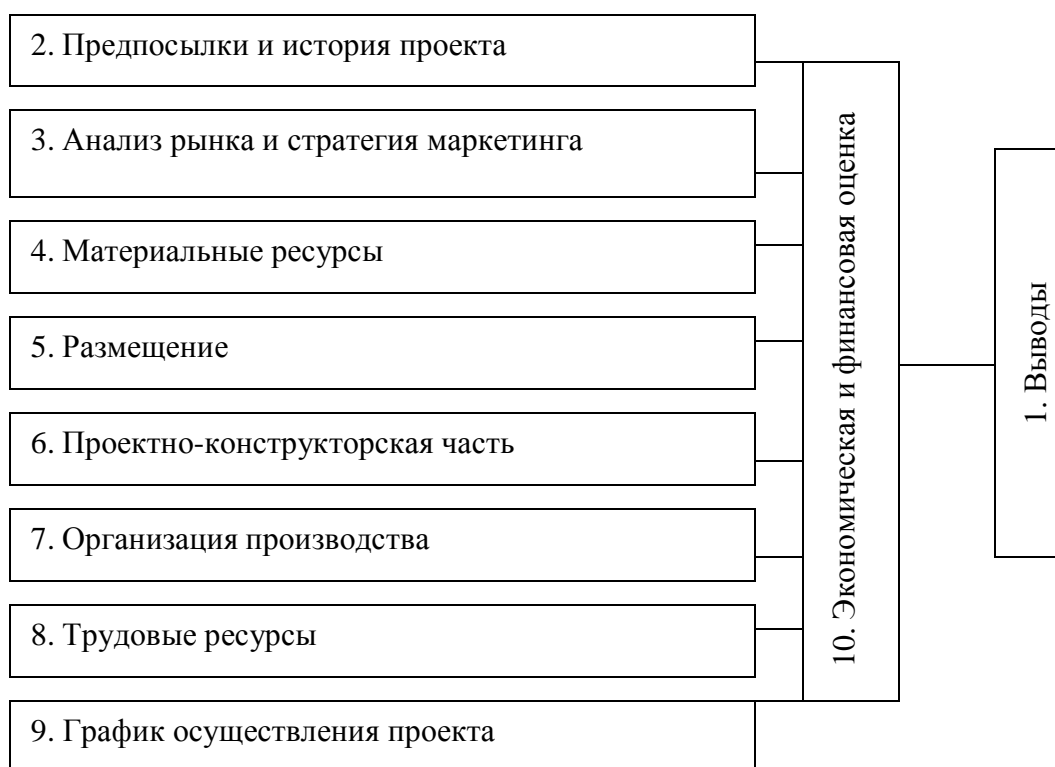 2. Предпосылки и история проекта
3. Анализ рынка и стратегия маркетинга
4. Материальные ресурсы
5. Размещение
6. Проектно-конструкторская часть
7. Организация производства
8. Трудовые ресурсы
9. График осуществления проекта
10. Экономическая и финансовая оценка
1. Выводы